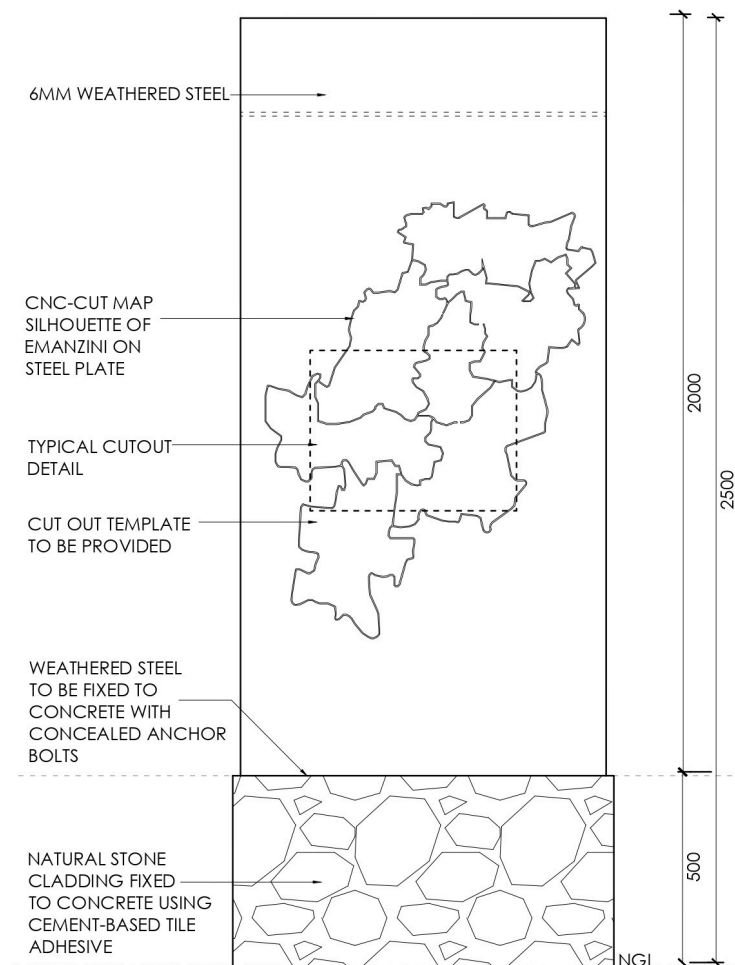 6MM WEATHERED STEEL
CNC-CUT MAP
SILHOUETTE OF
EMANZINI ON
STEEL PLATE
TYPICAL CUTOUT
DETAIL
CUT OUT TEMPLATE
TO BE PROVIDED
WEATHERED STEEL
TO BE FIXED TO
CONCRETE WITH
CONCEALED ANCHOR
BOLTS
NATURAL STONE
CLADDING FIXED
TO CONCRETE USING
CEMENT-BASED TILE
ADHESIVE
2000
2500
500
NGL